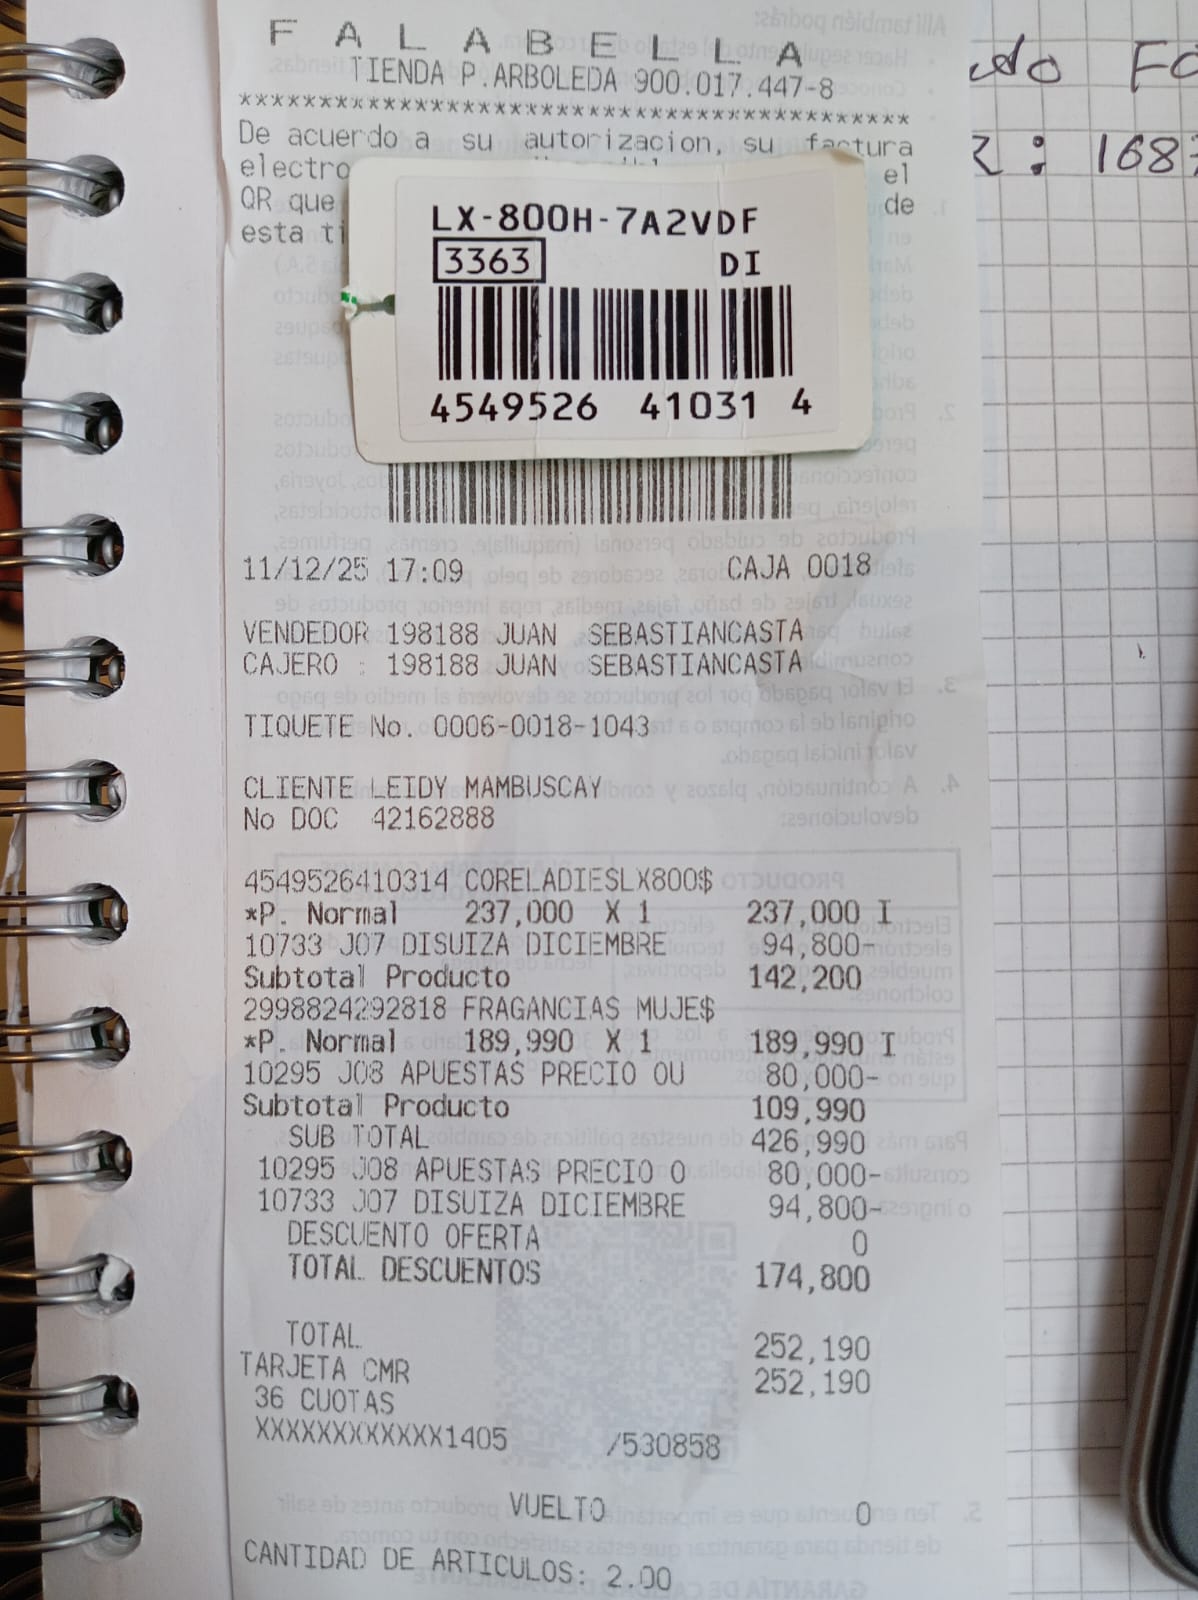 F A L A B E L L A
TIENDA P.ARBOLEDA 900.017.447-8
******************************************
De acuerdo a su autorizacion, su factura
electro el
QR que de
esta ti
LX-800H-7A2VDF
3363 DI
4549526 41031 4
11/12/25 17:09 CAJA 0018
VENDEDOR 198188 JUAN SEBASTIANCASTA
CAJERO : 198188 JUAN SEBASTIANCASTA
TIQUETE No. 0006-0018-1043
CLIENTE LEIDY MAMBUSCAY
No DOC 42162888
4549526410314 CORELADIESLX800$
*P. Normal 237,000 X 1 237,000 I
10733 J07 DISUIZA DICIEMBRE 94,800-
Subtotal Producto 142,200
2998824292818 FRAGANCIAS MUJE$
*P. Normal 189,990 X 1 189,990 I
10295 J08 APUESTAS PRECIO OU 80,000-
Subtotal Producto 109,990
SUB TOTAL 426,990
10295 J08 APUESTAS PRECIO O 80,000-
10733 J07 DISUIZA DICIEMBRE 94,800-
DESCUENTO OFERTA 0
TOTAL DESCUENTOS 174,800
TOTAL 252,190
TARJETA CMR 252,190
36 CUOTAS
XXXXXXXXXXXX1405 /530858
VUELTO 0
CANTIDAD DE ARTICULOS: 2.00